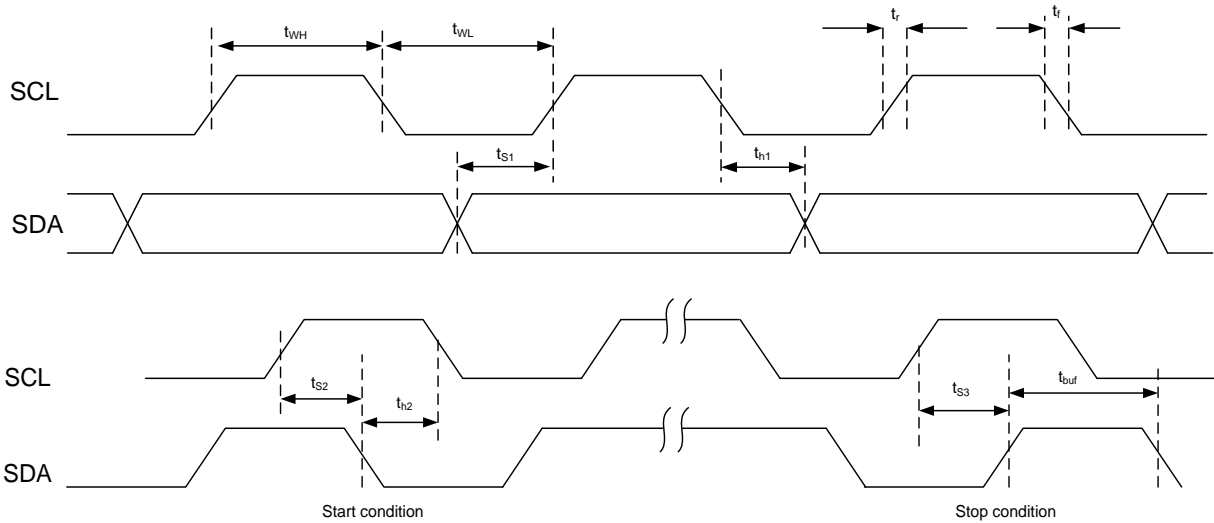 tWH
tWL
tr
tf
SCL
tS1
th1
SDA
SCL
tS2
th2
tS3
tbuf
SDA
Start condition
Stop condition